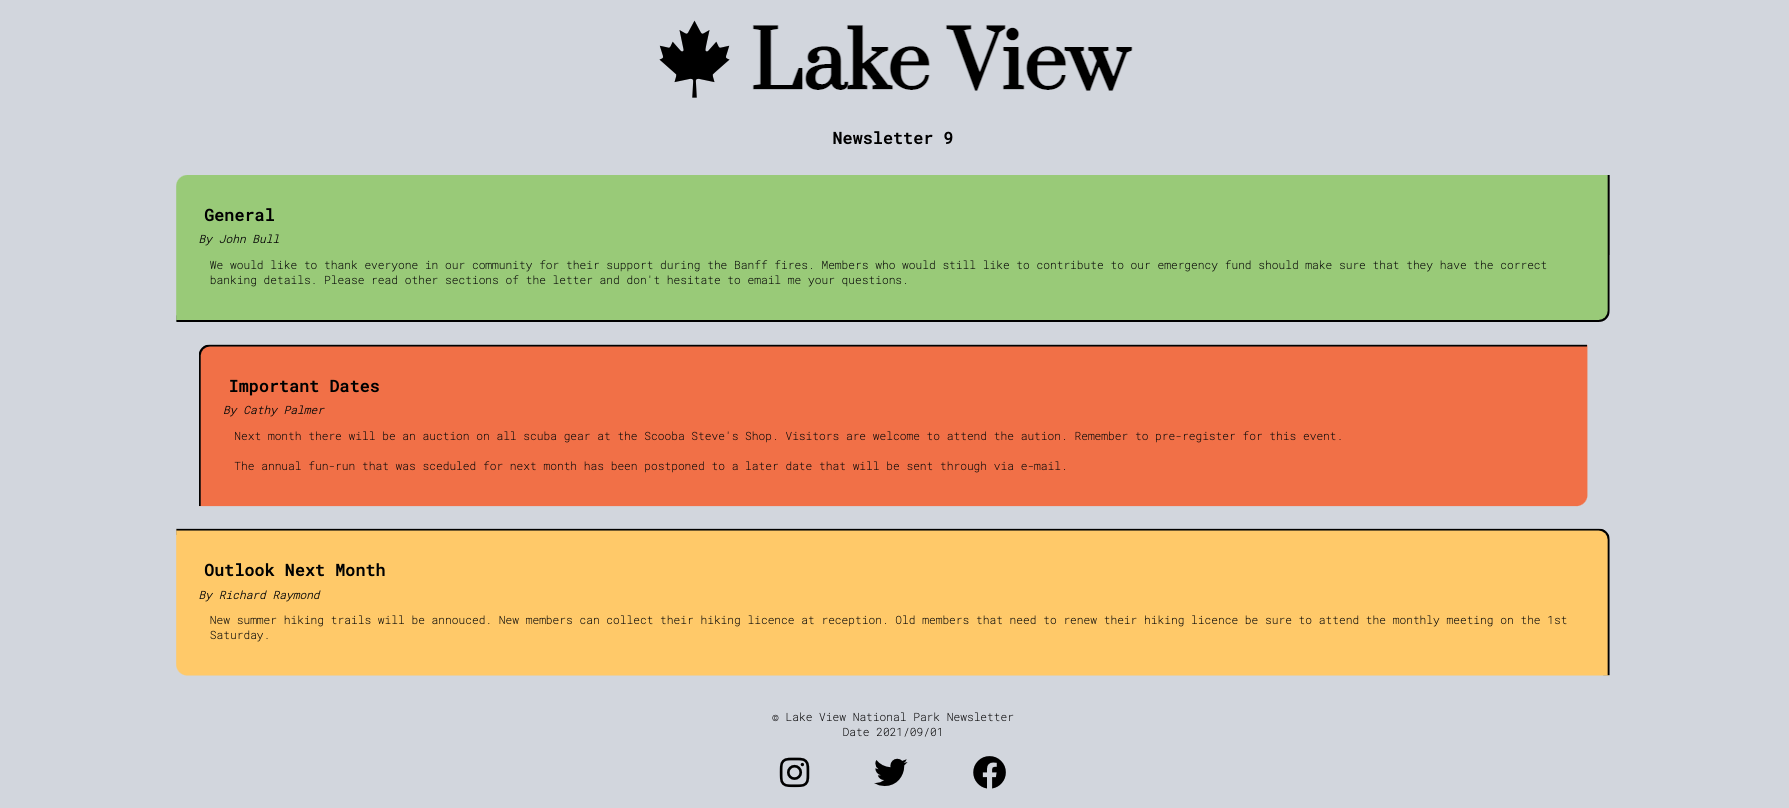 Lake View
Newsletter 9
General
By John Bull
We would like to thank everyone in our community for their support during the Banff fires. Members who would still like to contribute to our emergency fund should make sure that they have the correct
banking details. Please read other sections of the letter and don't hesitate to email me your questions.
Important Dates
By Cathy Palmer
Next month there will be an auction on all scuba gear at the Scooba Steve's Shop. Visitors are welcome to attend the aution. Remember to pre-register for this event.
The annual fun-run that was sceduled for next month has been postponed to a later date that will be sent through via e-mail.
Outlook Next Month
By Richard Raymond
New summer hiking trails will be annouced. New members can collect their hiking licence at reception. Old members that need to renew their hiking licence be sure to attend the monthly meeting on the 1st
Saturday.
© Lake View National Park Newsletter
Date 2021/09/01